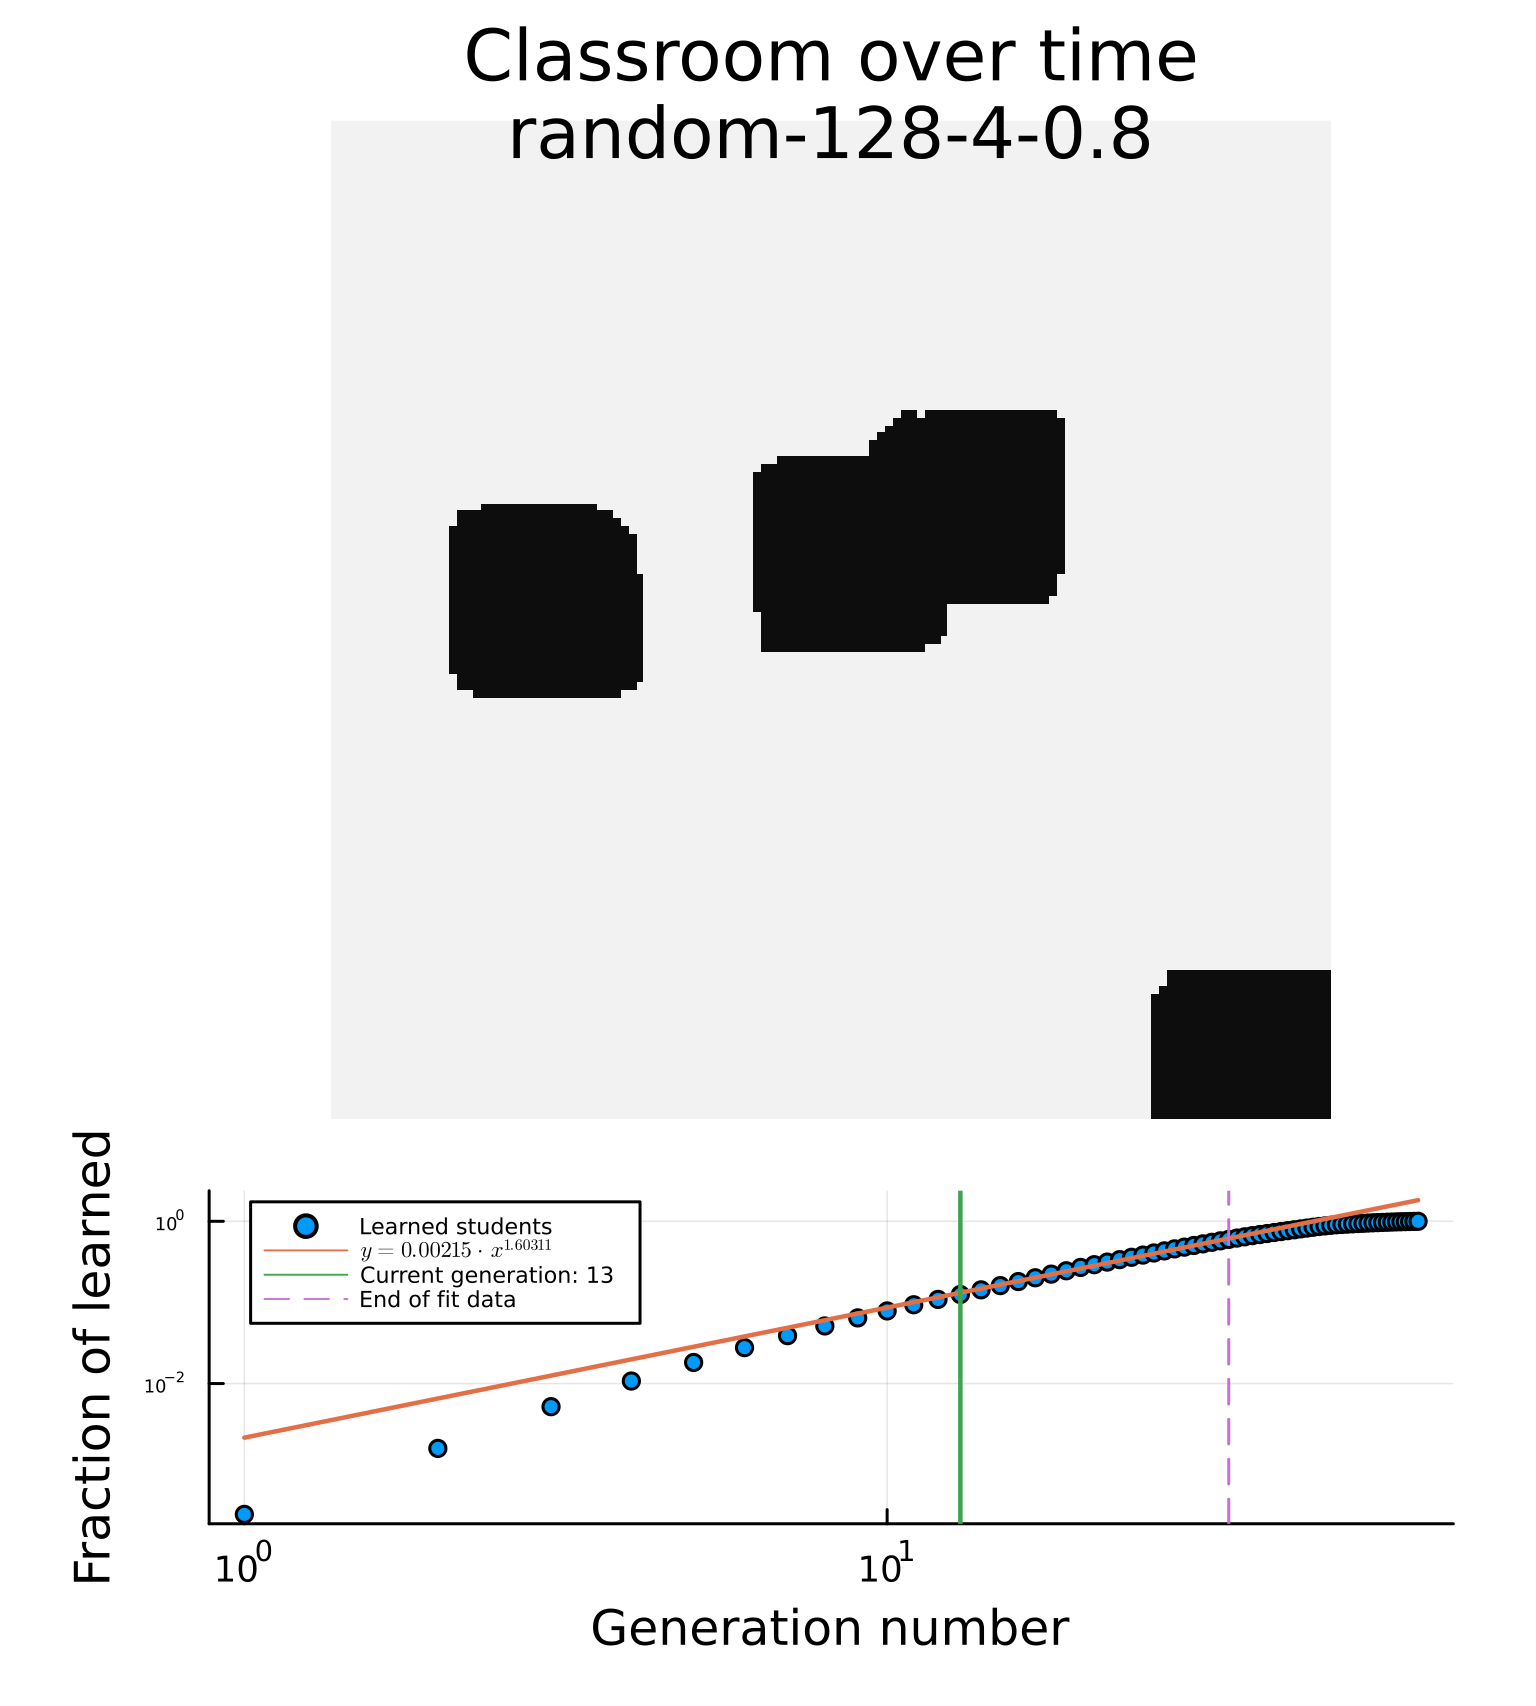 Classroom over time
random-128-4-0.8
Fraction of learned
10^0
10^-2
Learned students
y = 0.00215 · x^1.60311
Current generation: 13
End of fit data
10^0
10^1
Generation number